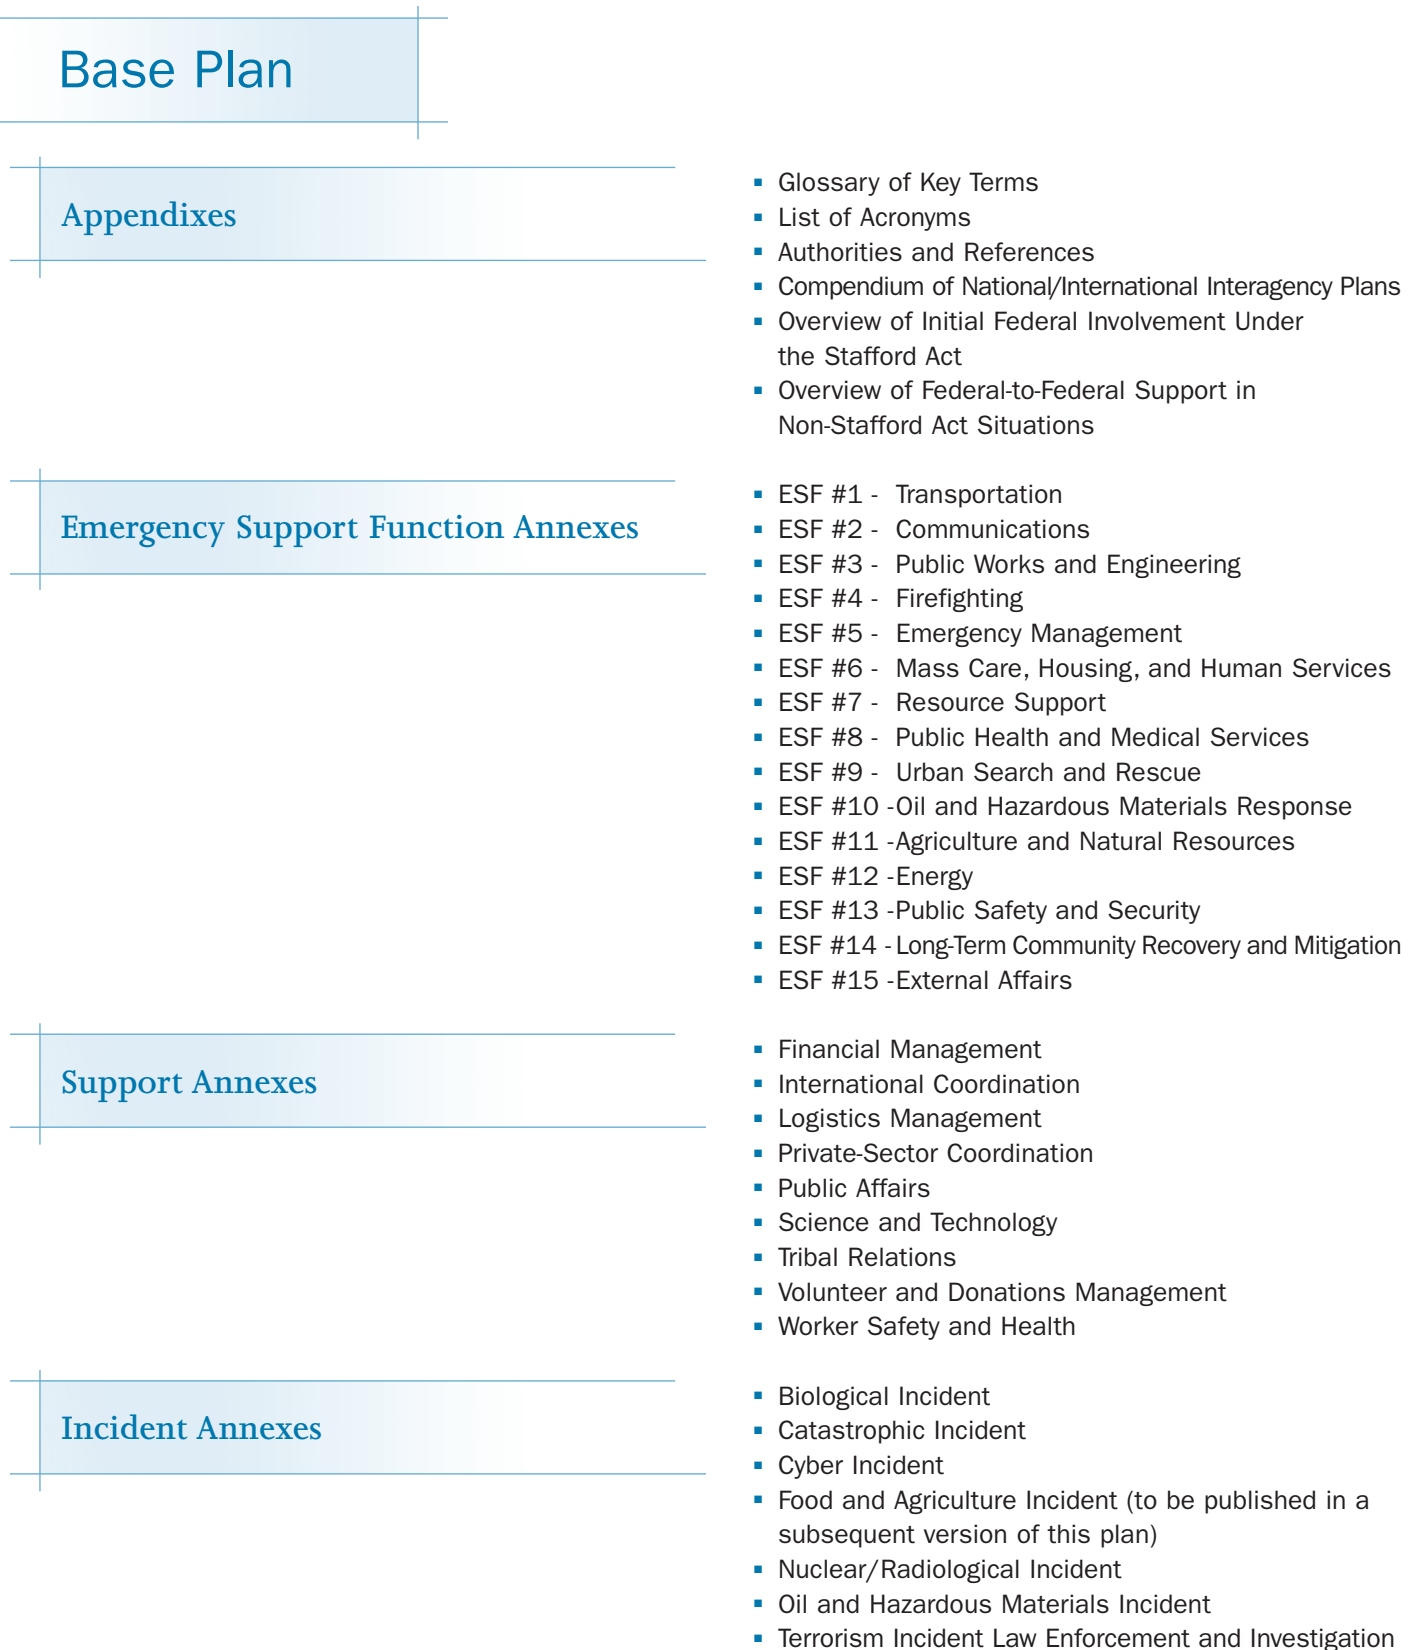 Base Plan
Appendixes
▪ Glossary of Key Terms
▪ List of Acronyms
▪ Authorities and References
▪ Compendium of National/International Interagency Plans
▪ Overview of Initial Federal Involvement Under
the Stafford Act
▪ Overview of Federal-to-Federal Support in
Non-Stafford Act Situations
Emergency Support Function Annexes
▪ ESF #1 - Transportation
▪ ESF #2 - Communications
▪ ESF #3 - Public Works and Engineering
▪ ESF #4 - Firefighting
▪ ESF #5 - Emergency Management
▪ ESF #6 - Mass Care, Housing, and Human Services
▪ ESF #7 - Resource Support
▪ ESF #8 - Public Health and Medical Services
▪ ESF #9 - Urban Search and Rescue
▪ ESF #10 -Oil and Hazardous Materials Response
▪ ESF #11 -Agriculture and Natural Resources
▪ ESF #12 -Energy
▪ ESF #13 -Public Safety and Security
▪ ESF #14 -Long-Term Community Recovery and Mitigation
▪ ESF #15 -External Affairs
Support Annexes
▪ Financial Management
▪ International Coordination
▪ Logistics Management
▪ Private-Sector Coordination
▪ Public Affairs
▪ Science and Technology
▪ Tribal Relations
▪ Volunteer and Donations Management
▪ Worker Safety and Health
Incident Annexes
▪ Biological Incident
▪ Catastrophic Incident
▪ Cyber Incident
▪ Food and Agriculture Incident (to be published in a
subsequent version of this plan)
▪ Nuclear/Radiological Incident
▪ Oil and Hazardous Materials Incident
▪ Terrorism Incident Law Enforcement and Investigation